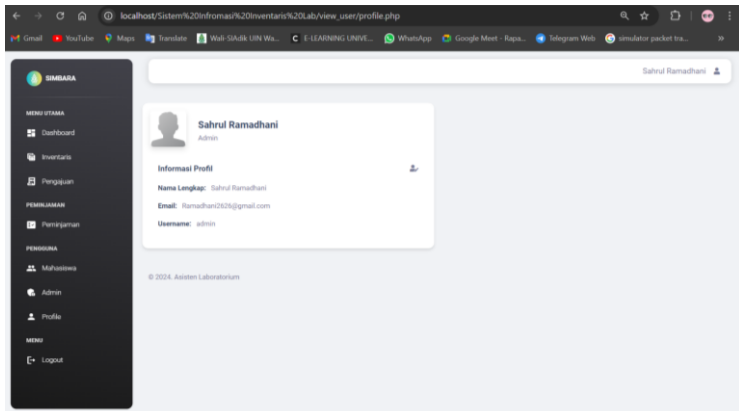 localhost/Sistem%20Infromasi%20Inventaris%20Lab/view_user/profile.php
Gmail YouTube Maps Translate Wali-SIAdik UIN Wa... E-LEARNING UNIVE... WhatsApp Google Meet - Rapa... Telegram Web simulator packet tra... »
SIMBARA
Sahrul Ramadhani
MENU UTAMA
Dashboard
Inventaris
Pengajuan
PEMINJAMAN
Peminjaman
PENGGUNA
Mahasiswa
Admin
Profile
MENU
Logout
Sahrul Ramadhani
Admin
Informasi Profil
Nama Lengkap: Sahrul Ramadhani
Email: Ramadhani2626@gmail.com
Username: admin
© 2024. Asisten Laboratorium